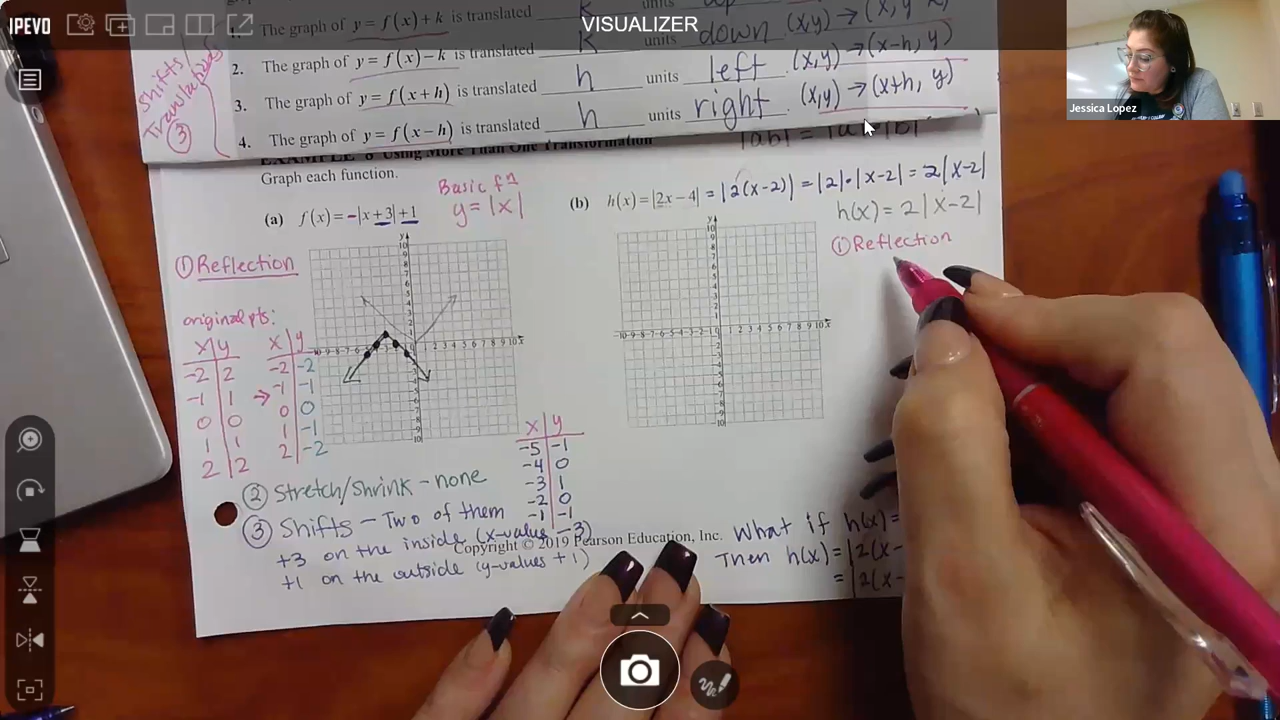 IPEVO
VISUALIZER
Jessica Lopez
Shifts
Translations
③
1. The graph of y = f(x) + k is translated k units (x,y) → (x, y
2. The graph of y = f(x) − k is translated k units down
3. The graph of y = f(x + h) is translated h units left (x,y) → (x−h, y)
4. The graph of y = f(x − h) is translated h units right (x,y) → (x+h, y)
Using More Than One Transformation
Graph each function.
Basic fn
y = |x|
(a) f(x) = −|x + 3| + 1
① Reflection
original pts:
x y
-2 2
-1 1
0 0
1 1
2 2
→
x y
-2 -2
-1 -1
0 0
1 -1
2 -2
x y
-5 -1
-4 0
-3 1
-2 0
-1 -1
② Stretch/Shrink - none
③ Shifts - Two of them
+3 on the inside (x-value -3)
+1 on the outside (y-values +1)
(b) h(x) = |2x − 4| = |2(x-2)| = |2|•|x-2| = 2|x-2|
h(x) = 2|x-2|
① Reflection
What if h(x) =
Then h(x) = |2(x-
= |2(x-
Copyright © 2019 Pearson Education, Inc.